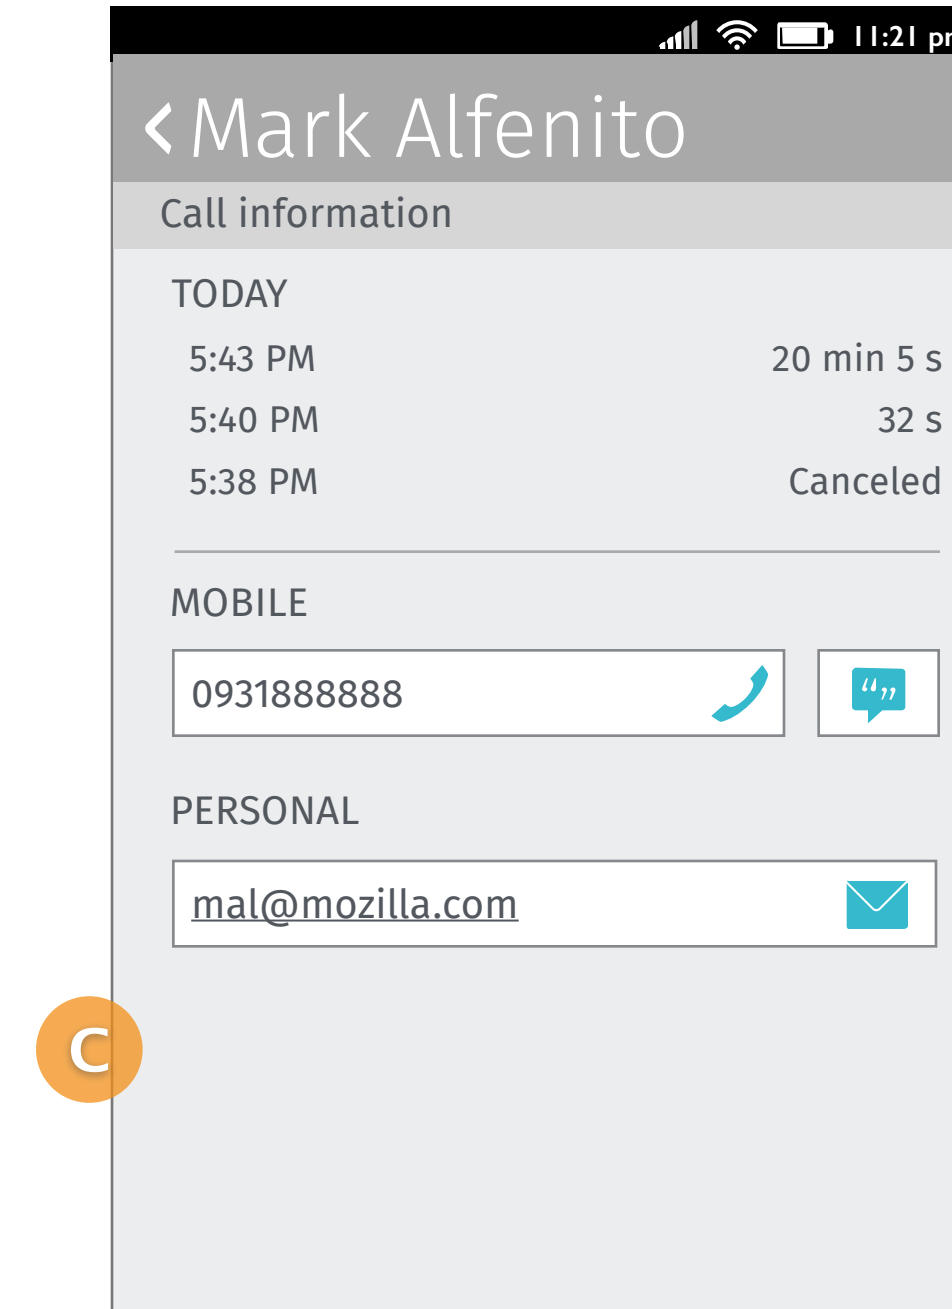 11:21 pm
Mark Alfenito
Call information
TODAY
5:43 PM 20 min 5 s
5:40 PM 32 s
5:38 PM Canceled
MOBILE
0931888888
PERSONAL
mal@mozilla.com
C